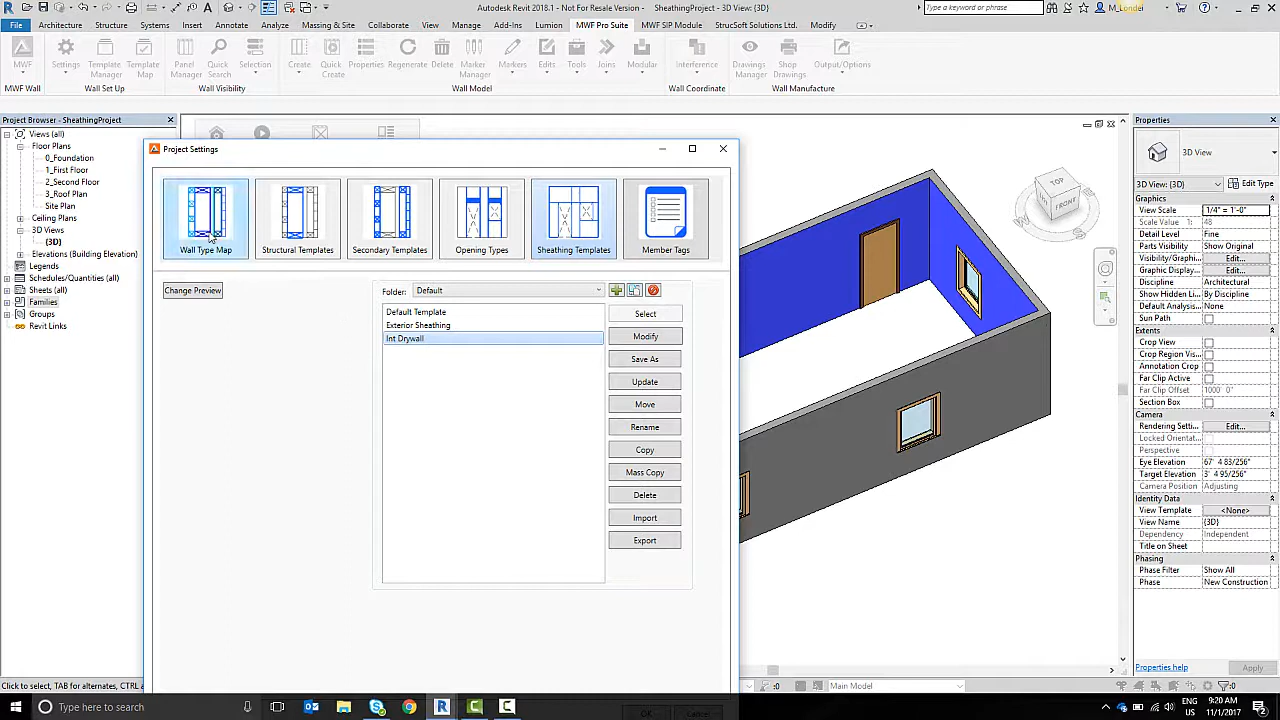 Autodesk Revit 2018.1 - Not For Resale Version - SheathingProject - 3D View: {3D}
Type a keyword or phrase
M_Londe
File Architecture Structure Systems Insert Annotate Analyze Massing & Site Collaborate View Manage Add-Ins Lumion MWF Pro Suite MWF SIP Module StrucSoft Solutions Ltd. Modify
MWF Settings Template Manager Template Map Panel Manager Quick Search Selection Create Quick Create Properties Regenerate Delete Marker Manager Markers Edits Tools Joins Modular Interference Drawings Manager Shop Drawings Output/Options
MWF Wall Wall Set Up Wall Visibility Wall Model Wall Coordinate Wall Manufacture
Project Browser - SheathingProject
Views (all)
Floor Plans
0_Foundation
1_First Floor
2_Second Floor
3_Roof Plan
Site Plan
Ceiling Plans
3D Views
{3D}
Elevations (Building Elevation)
Legends
Schedules/Quantities (all)
Sheets (all)
Families
Groups
Revit Links
Project Settings
Wall Type Map
Structural Templates
Secondary Templates
Opening Types
Sheathing Templates
Member Tags
Change Preview
Folder: Default
Default Template
Exterior Sheathing
Int Drywall
Select
Modify
Save As
Update
Move
Rename
Copy
Mass Copy
Delete
Import
Export
OK Cancel
FRONT
Properties
3D View
3D View: {3D} Edit Type
Graphics
View Scale 1/4" = 1'-0"
Scale Value 1: 48
Detail Level Fine
Parts Visibility Show Original
Visibility/Graphi... Edit...
Graphic Display... Edit...
Discipline Architectural
Show Hidden Li... By Discipline
Default Analysis... None
Sun Path
Extents
Crop View
Crop Region Vis...
Annotation Crop
Far Clip Active
Far Clip Offset 1000' 0"
Section Box
Camera
Rendering Setti... Edit...
Locked Orientat...
Perspective
Eye Elevation
Target Elevation 3' 4 95/256"
Camera Position Adjusting
Identity Data
View Template <None>
View Name {3D}
Dependency Independent
Title on Sheet
Phasing
Phase Filter Show All
Phase New Construction
Properties help Apply
Click to select, TAB for alternates, CTRL a
:0 Main Model :0
Type here to search
9:20 AM
US 11/1/2017